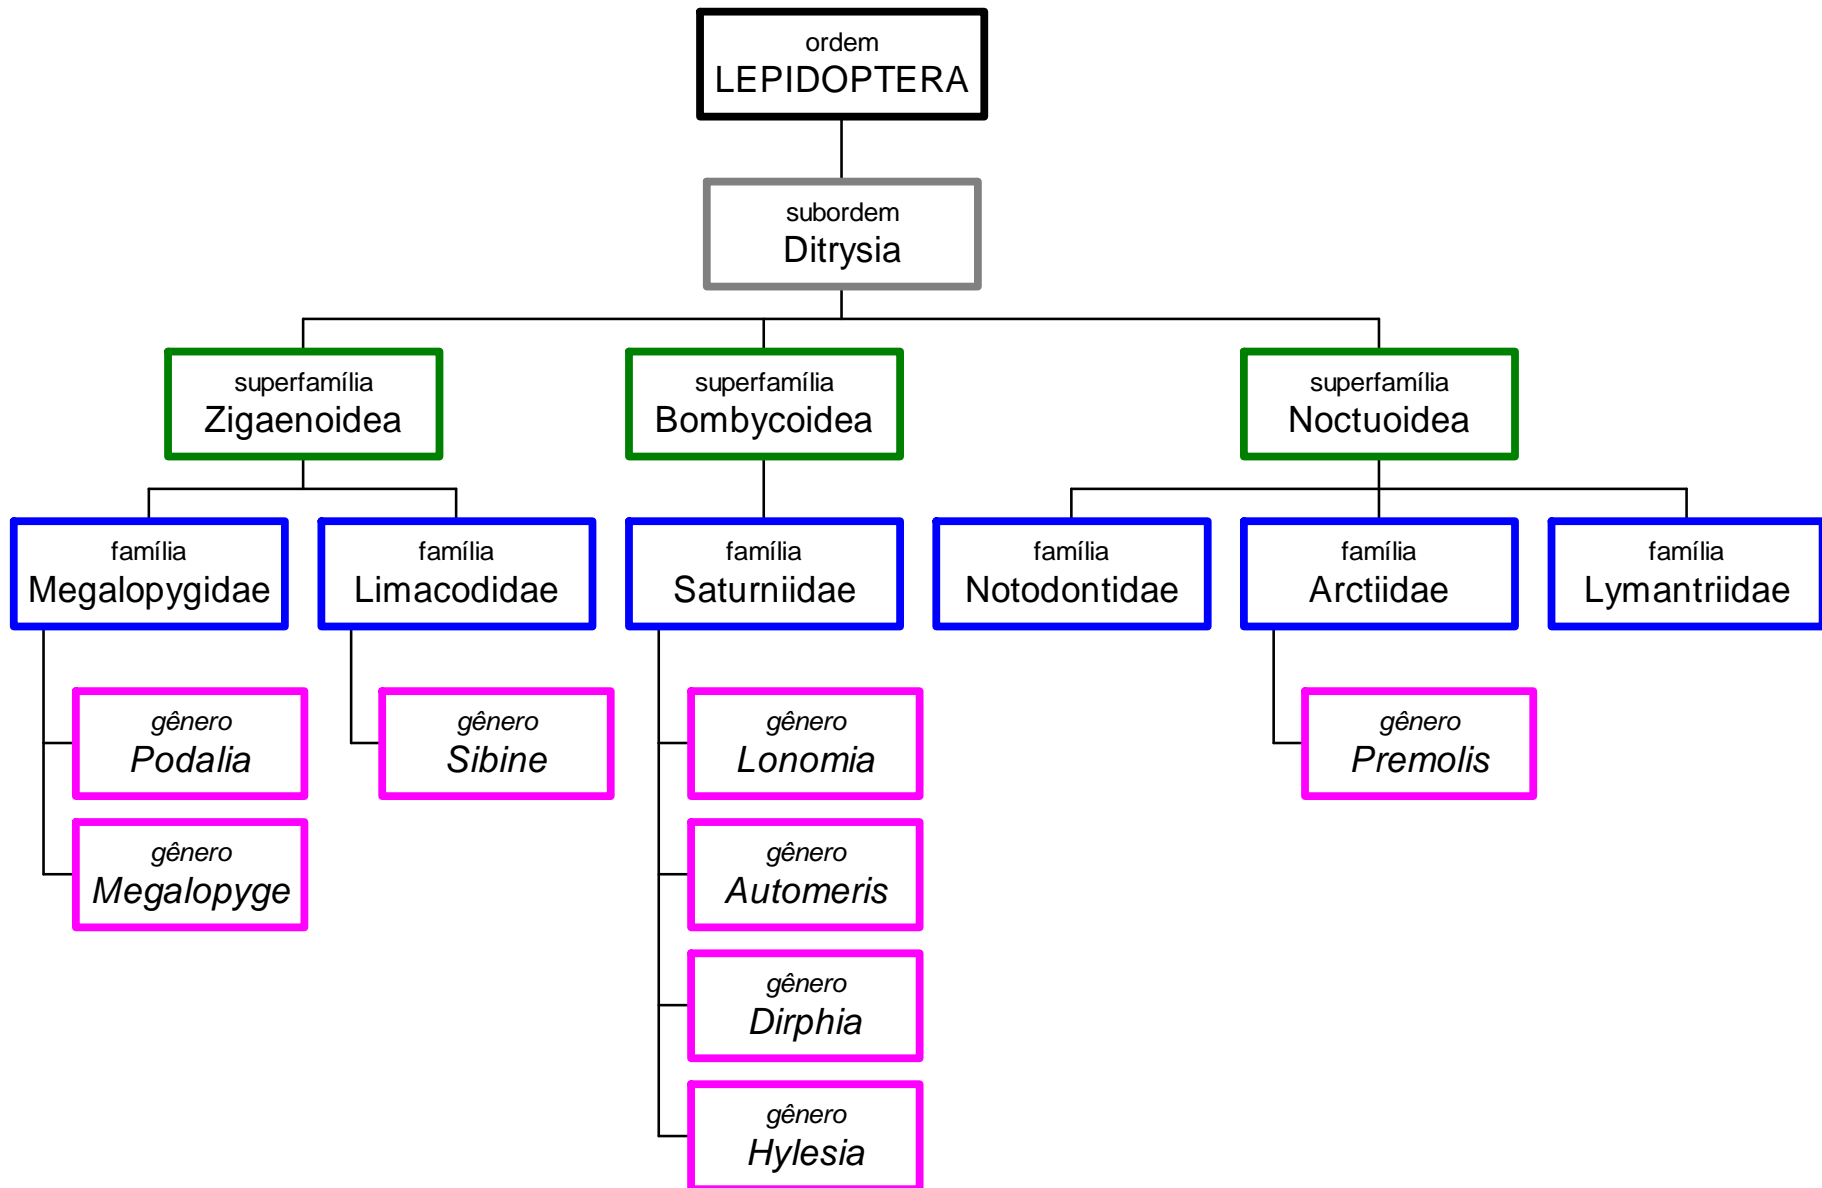 ordem
LEPIDOPTERA
subordem
Ditrysia
superfamília
Zigaenoidea
superfamília
Bombycoidea
superfamília
Noctuoidea
família
Megalopygidae
família
Limacodidae
família
Saturniidae
família
Notodontidae
família
Arctiidae
família
Lymantriidae
gênero
Podalia
gênero
Sibine
gênero
Lonomia
gênero
Premolis
gênero
Megalopyge
gênero
Automeris
gênero
Dirphia
gênero
Hylesia